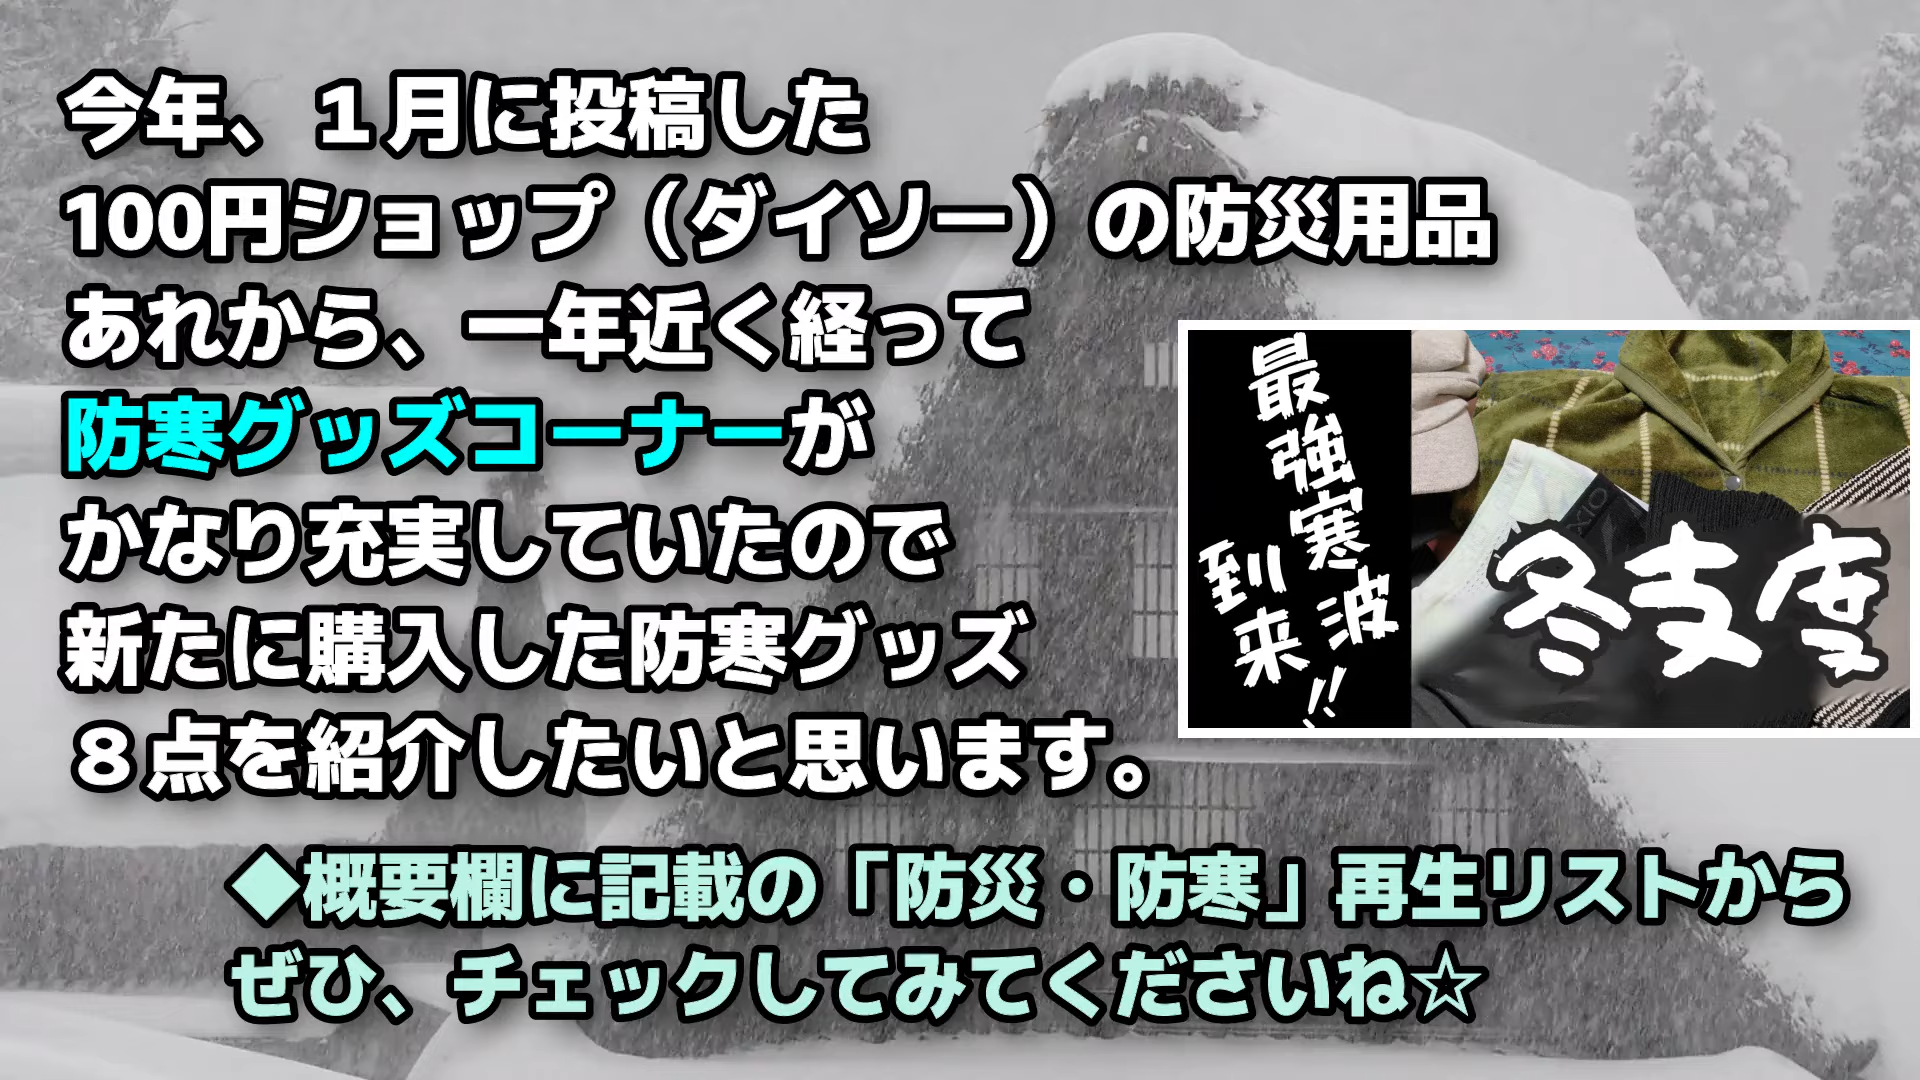 今年、１月に投稿した
100円ショップ（ダイソー）の防災用品
あれから、一年近く経って
防寒グッズコーナーが
かなり充実していたので
新たに購入した防寒グッズ
８点を紹介したいと思います。
最強寒波
到来!!
冬支度
◆概要欄に記載の「防災・防寒」再生リストから
ぜひ、チェックしてみてくださいね☆